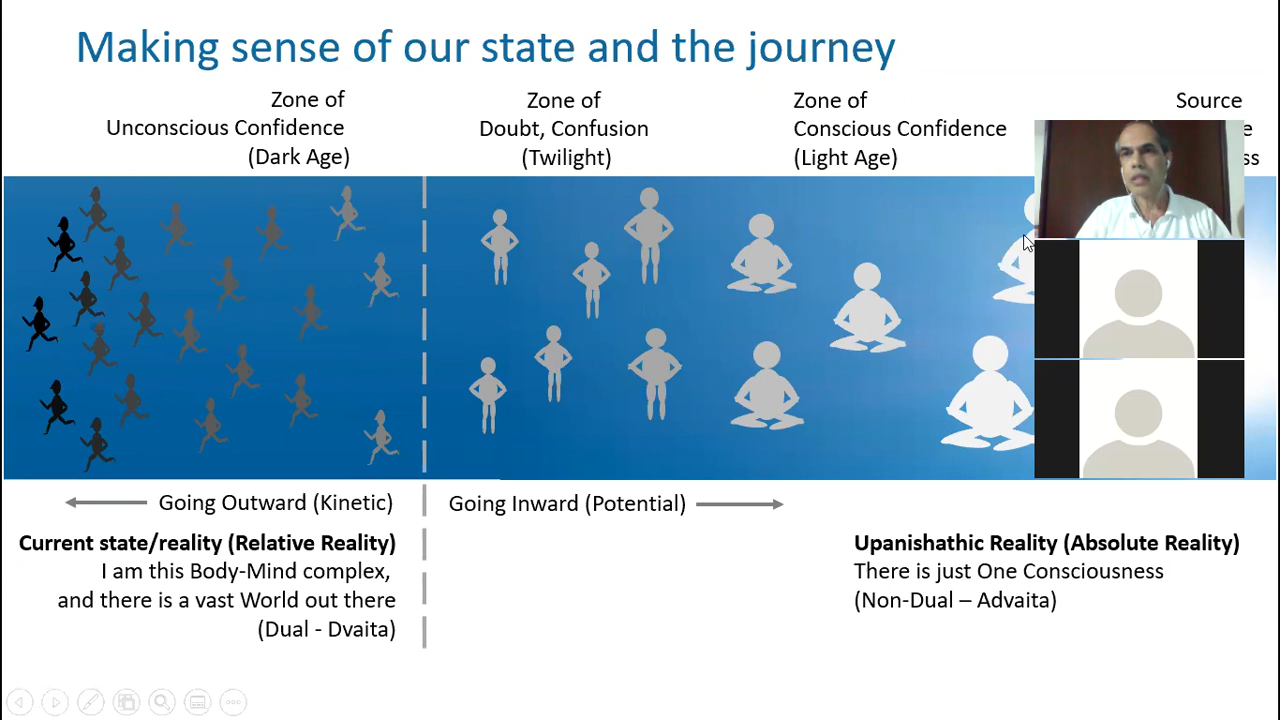 Making sense of our state and the journey
Zone of
Unconscious Confidence
(Dark Age)
Zone of
Doubt, Confusion
(Twilight)
Zone of
Conscious Confidence
(Light Age)
Source
Going Outward (Kinetic)
Going Inward (Potential)
Current state/reality (Relative Reality)
I am this Body-Mind complex,
and there is a vast World out there
(Dual - Dvaita)
Upanishathic Reality (Absolute Reality)
There is just One Consciousness
(Non-Dual – Advaita)